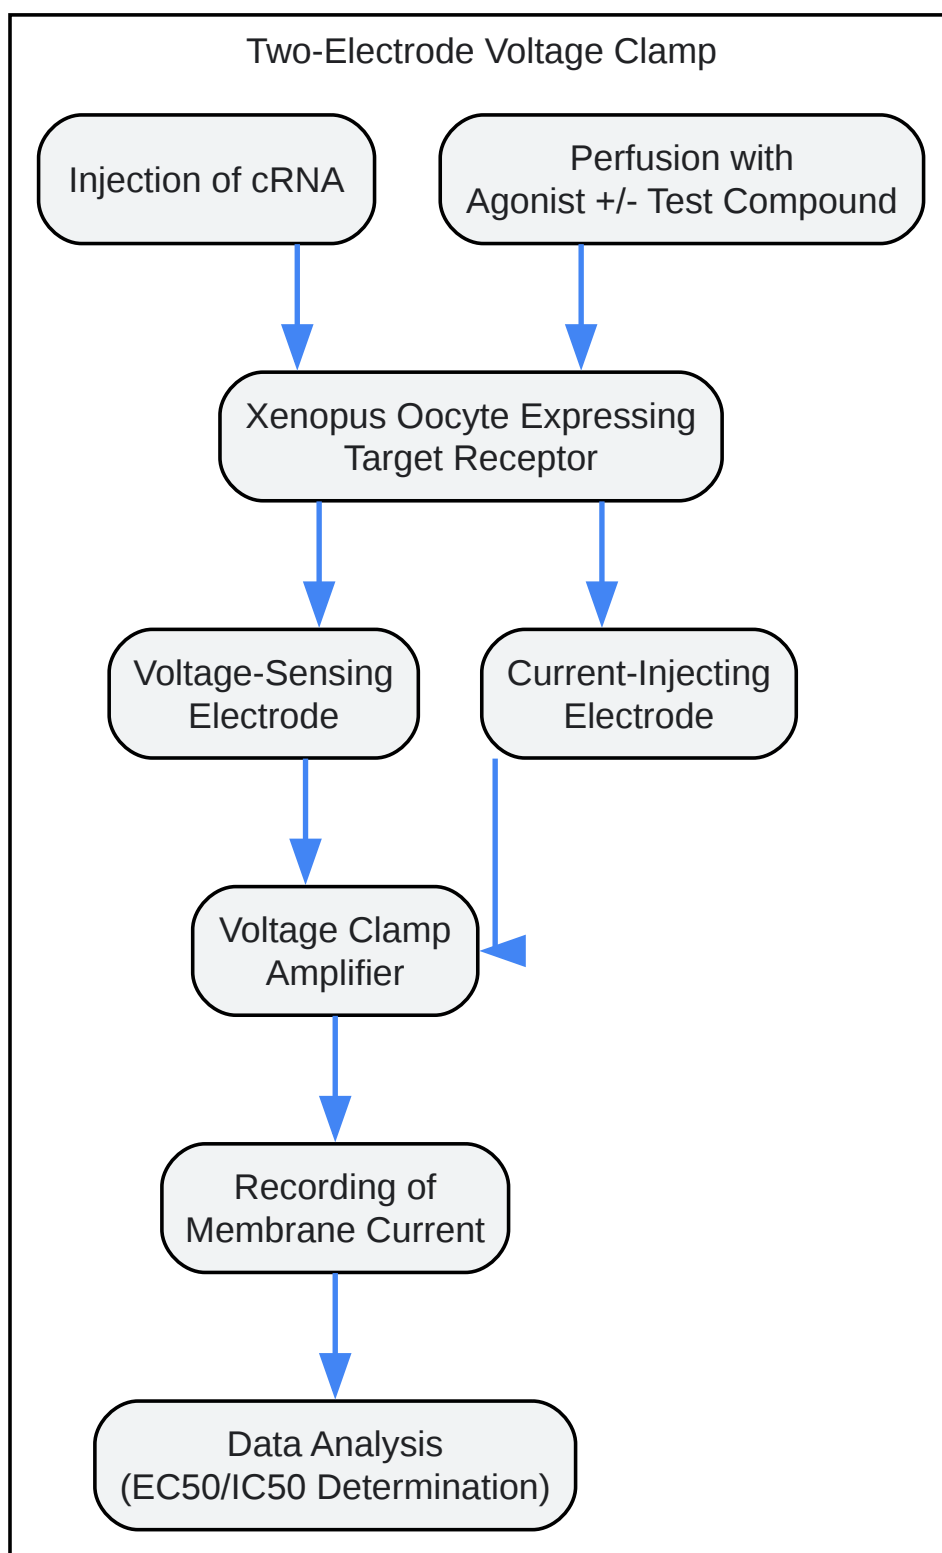 Two-Electrode Voltage Clamp
Injection of cRNA
Perfusion with
Agonist +/- Test Compound
Xenopus Oocyte Expressing
Target Receptor
Voltage-Sensing
Electrode
Current-Injecting
Electrode
Voltage Clamp
Amplifier
Recording of
Membrane Current
Data Analysis
(EC50/IC50 Determination)